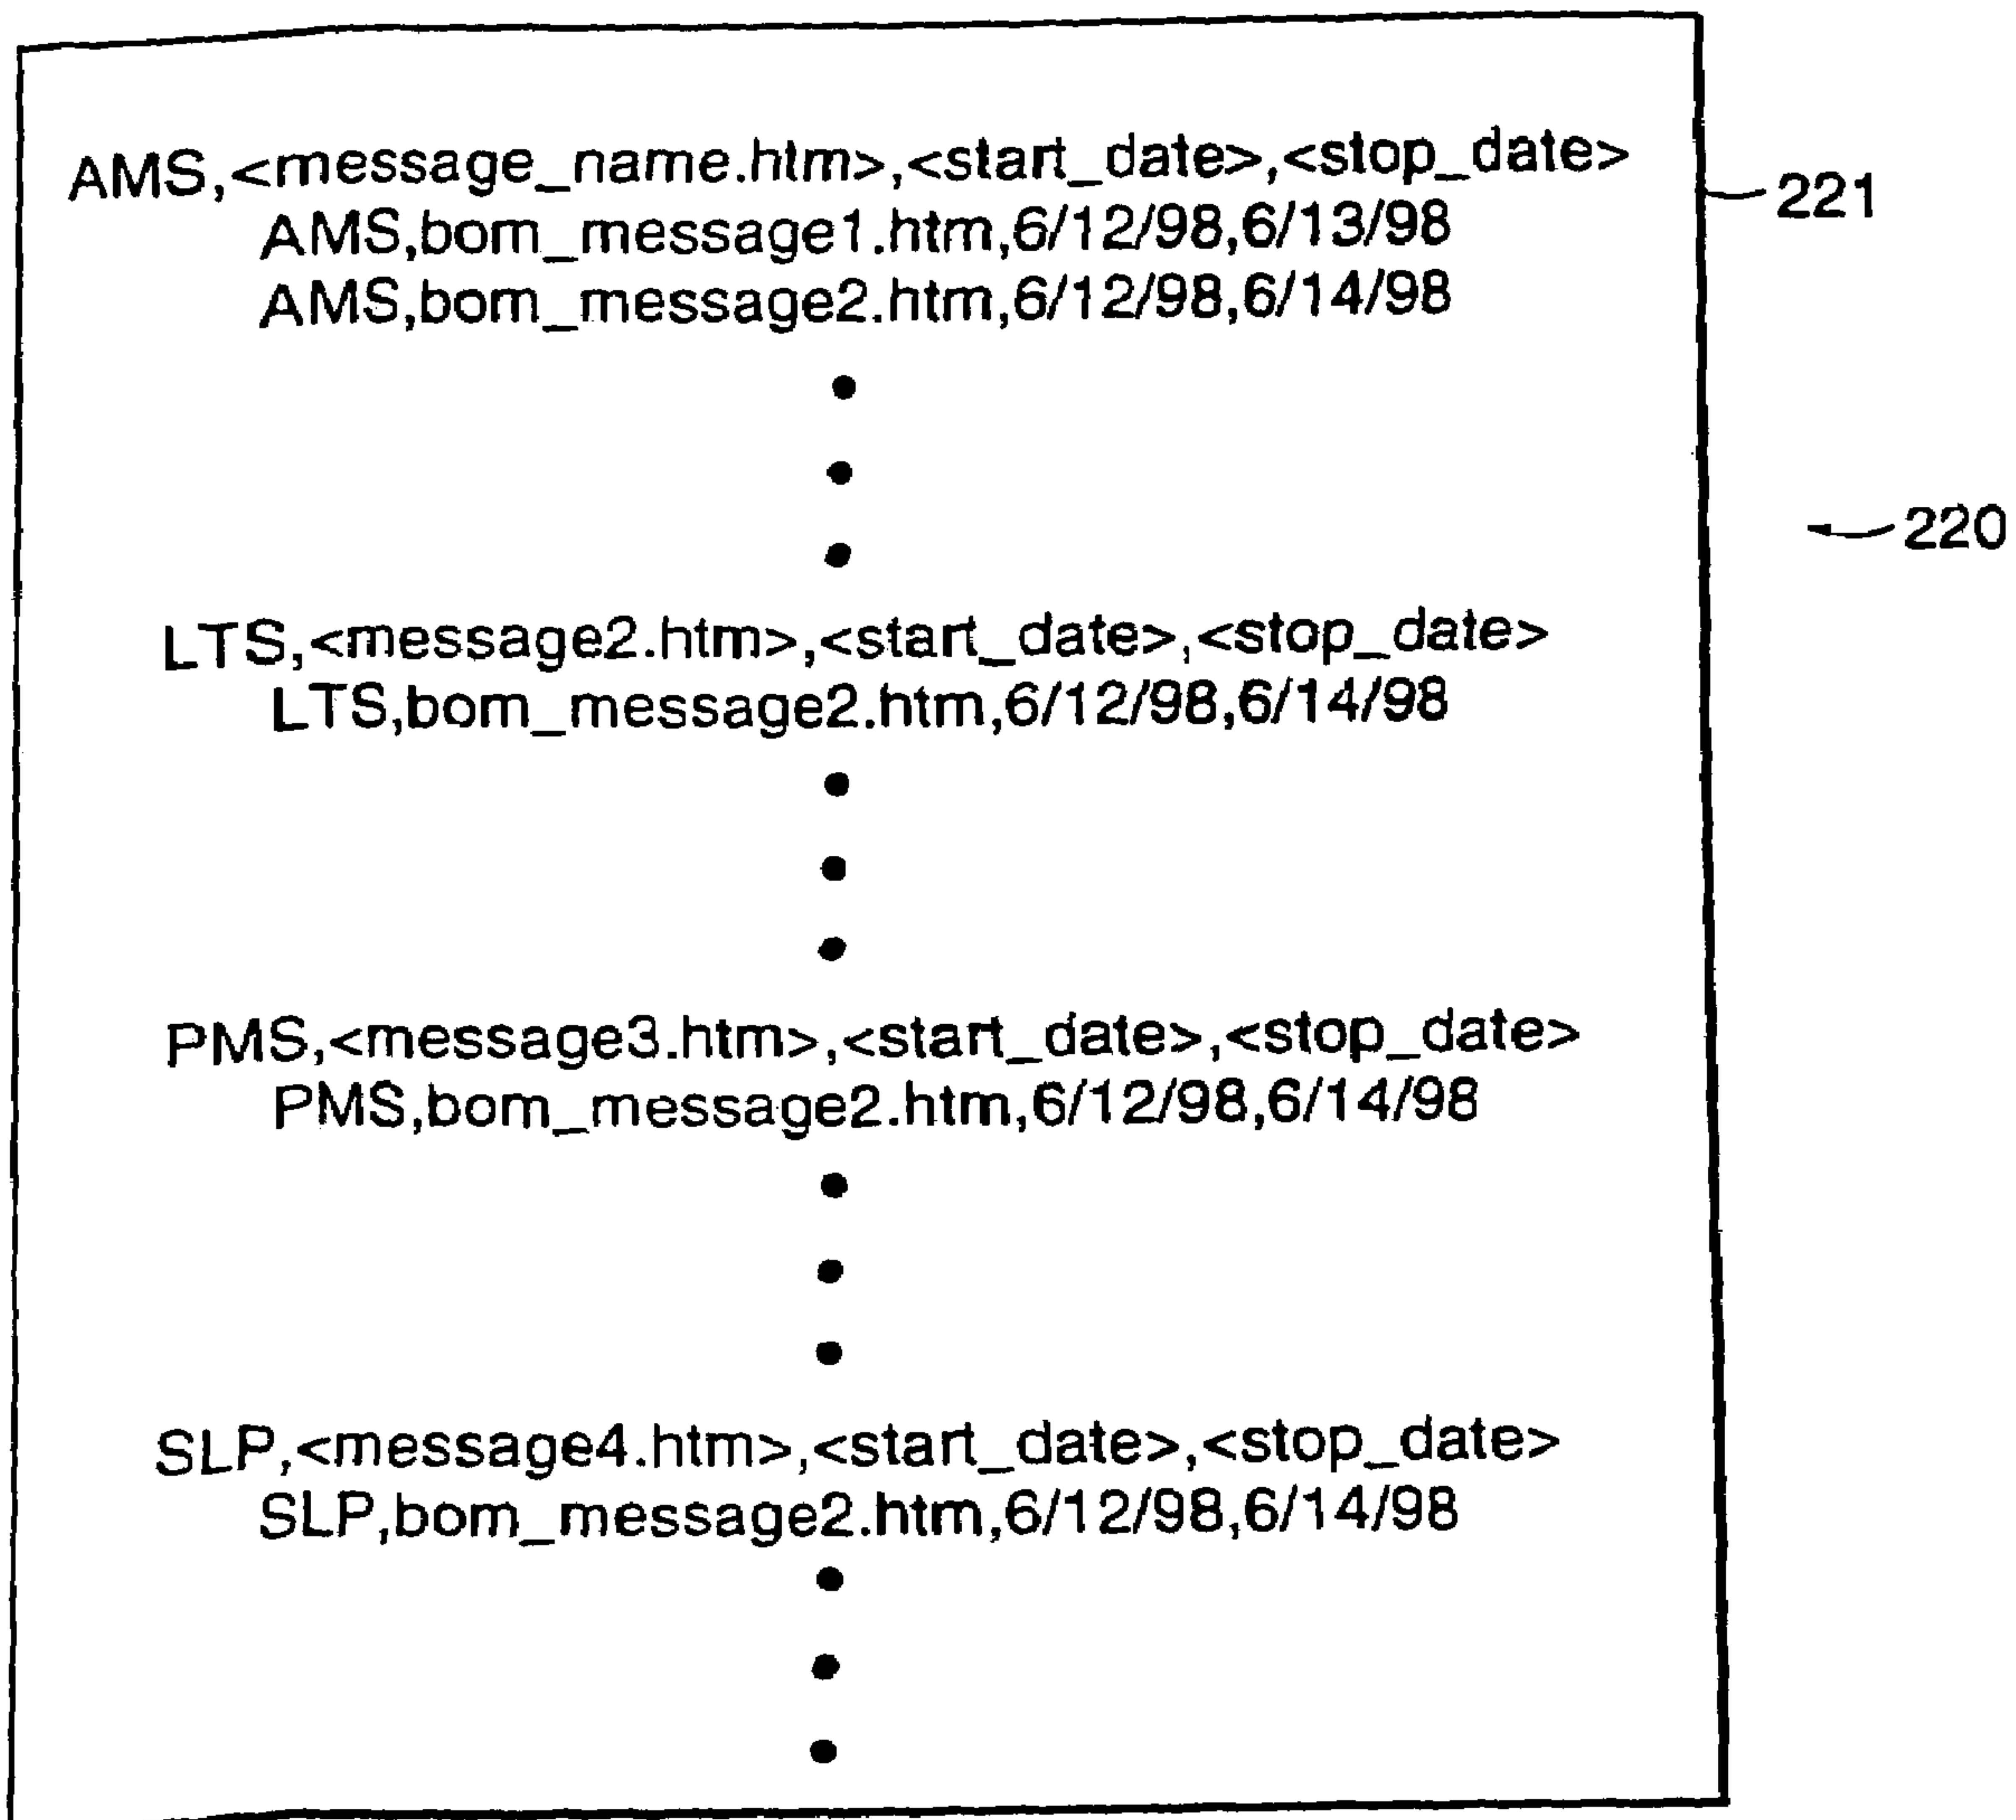 AMS,<message_name.htm>,<start_date>,<stop_date>
221
AMS,bom_message1.htm,6/12/98,6/13/98
AMS,bom_message2.htm,6/12/98,6/14/98
220
LTS,<message2.htm>,<start_date>,<stop_date>
LTS,bom_message2.htm,6/12/98,6/14/98
PMS,<message3.htm>,<start_date>,<stop_date>
PMS,bom_message2.htm,6/12/98,6/14/98
SLP,<message4.htm>,<start_date>,<stop_date>
SLP,bom_message2.htm,6/12/98,6/14/98